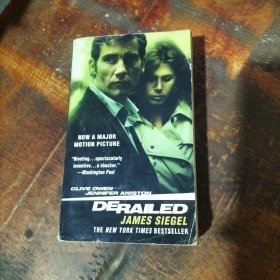 NOW A MAJOR
MOTION PICTURE
"Riveting...spectacularly
inventive...a shocker."
—Washington Post
CLIVE OWEN
JENNIFER ANISTON
DERAILED
JAMES SIEGEL
THE NEW YORK TIMES BESTSELLER